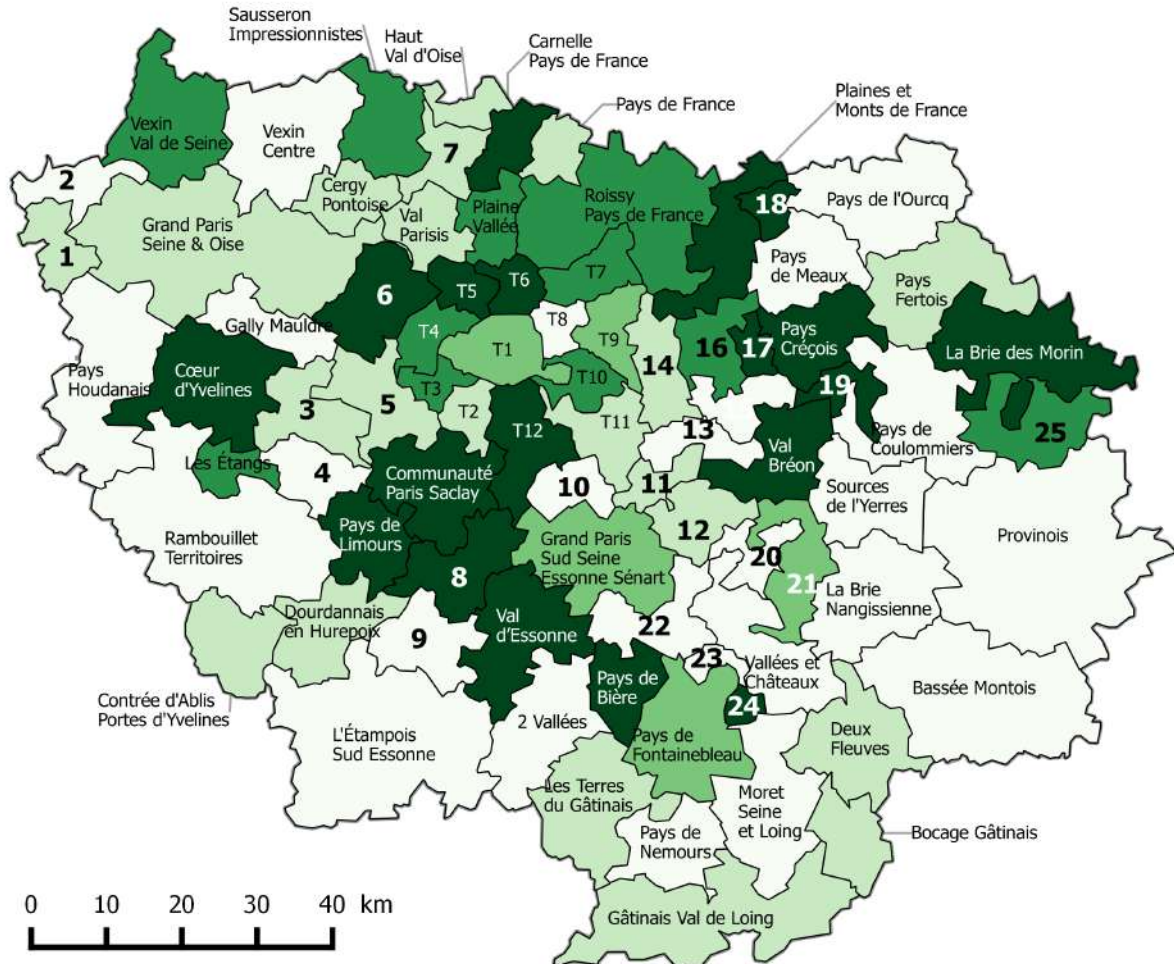 Sausseron
Impressionnistes
Haut
Val d'Oise
Carnelle
Pays de France
Pays de France
Plaines et
Monts de France
Vexin
Val de Seine
Vexin
Centre
7
2
Cergy
Pontoise
Val
Parisis
Plaine
Vallée
Roissy
Pays de France
18
Pays de l'Ourcq
Grand Paris
Seine & Oise
1
Pays
de Meaux
Pays
Fertois
6
T5
T6
T7
Gally Mauldre
T4
T8
T1
T9
14
16
17
Pays
Créçois
La Brie des Morin
Pays
Houdanais
Cœur
d'Yvelines
3
5
T3
T2
T10
T11
19
T12
13
Val
Bréon
Pays de
Coulommiers
25
Les Étangs
4
Communauté
Paris Saclay
10
11
Sources
de l'Yerres
Rambouillet
Territoires
Pays de
Limours
Grand Paris
Sud Seine
Essonne Sénart
12
20
Provinois
8
21
La Brie
Nangissienne
Dourdannais
en Hurepoix
9
Val
d'Essonne
22
23
Vallées et
Châteaux
Bassée Montois
Contrée d'Ablis
Portes d'Yvelines
Pays de
Bière
24
L'Étampois
Sud Essonne
2 Vallées
Pays de
Fontainebleau
Deux
Fleuves
Les Terres
du Gâtinais
Moret
Seine
et Loing
Pays de
Nemours
Bocage Gâtinais
Gâtinais Val de Loing
0 10 20 30 40 km